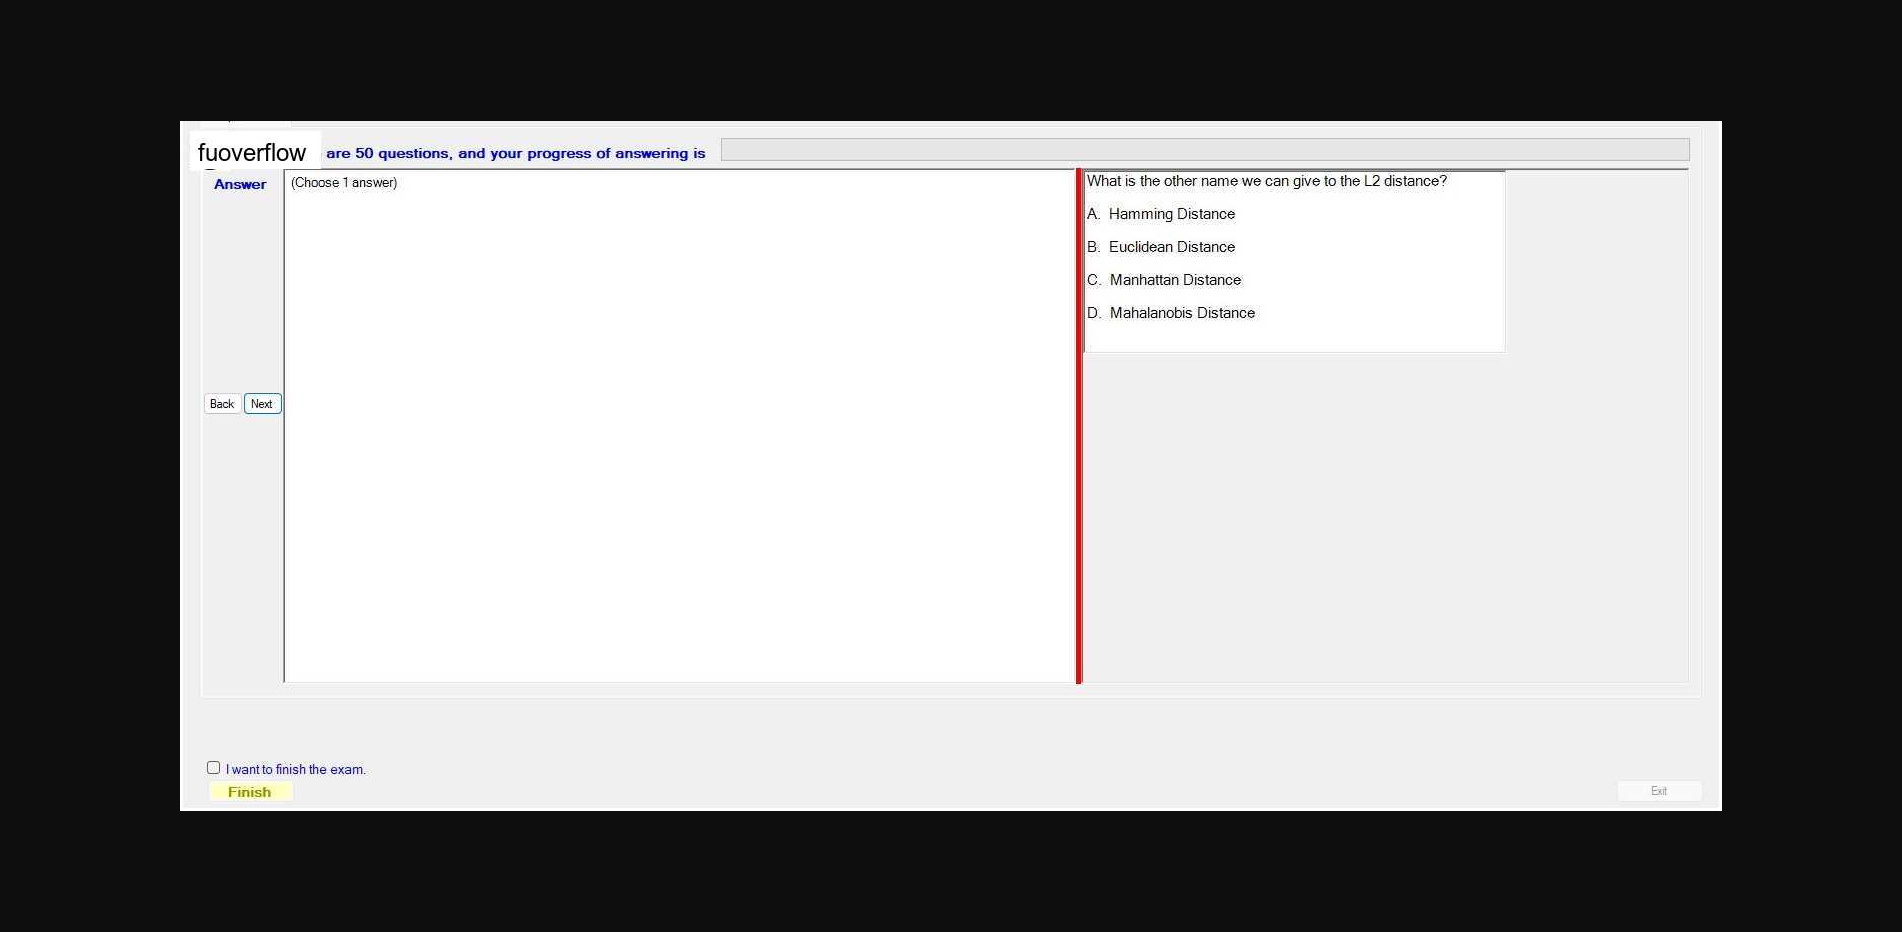 fuoverflow are 50 questions, and your progress of answering is
Answer
(Choose 1 answer)
What is the other name we can give to the L2 distance?
A. Hamming Distance
B. Euclidean Distance
C. Manhattan Distance
D. Mahalanobis Distance
Back Next
I want to finish the exam.
Finish
Exit